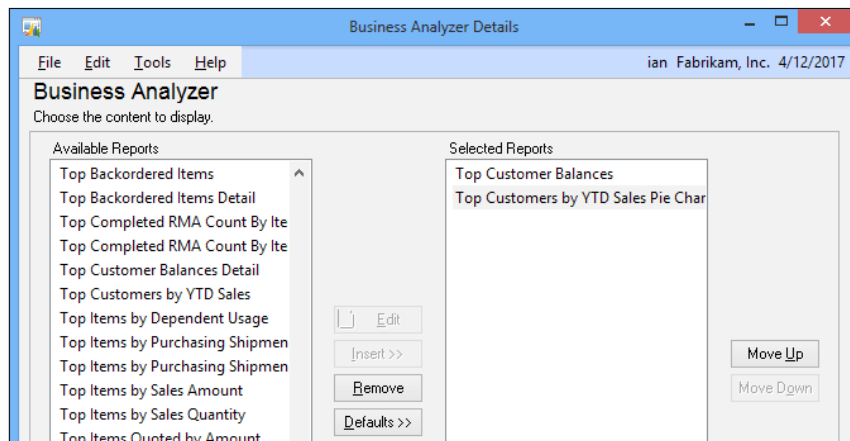 Business Analyzer Details
File Edit Tools Help
ian Fabrikam, Inc. 4/12/2017
Business Analyzer
Choose the content to display.
Available Reports
Top Backordered Items
Top Backordered Items Detail
Top Completed RMA Count By Ite
Top Completed RMA Count By Ite
Top Customer Balances Detail
Top Customers by YTD Sales
Top Items by Dependent Usage
Top Items by Purchasing Shipmen
Top Items by Purchasing Shipmen
Top Items by Sales Amount
Top Items by Sales Quantity
Top Items Quoted by Amount
Edit
Insert >>
Remove
Defaults >>
Selected Reports
Top Customer Balances
Top Customers by YTD Sales Pie Char
Move Up
Move Down